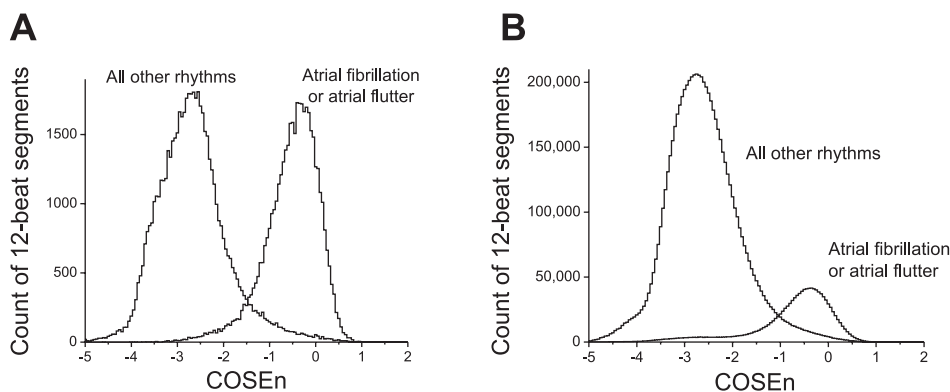 A
All other rhythms
Atrial fibrillation
or atrial flutter
Count of 12-beat segments
1500
1000
500
0
-5 -4 -3 -2 -1 0 1 2
COSEn
B
All other rhythms
Atrial fibrillation
or atrial flutter
Count of 12-beat segments
200,000
150,000
100,000
50,000
0
-5 -4 -3 -2 -1 0 1 2
COSEn